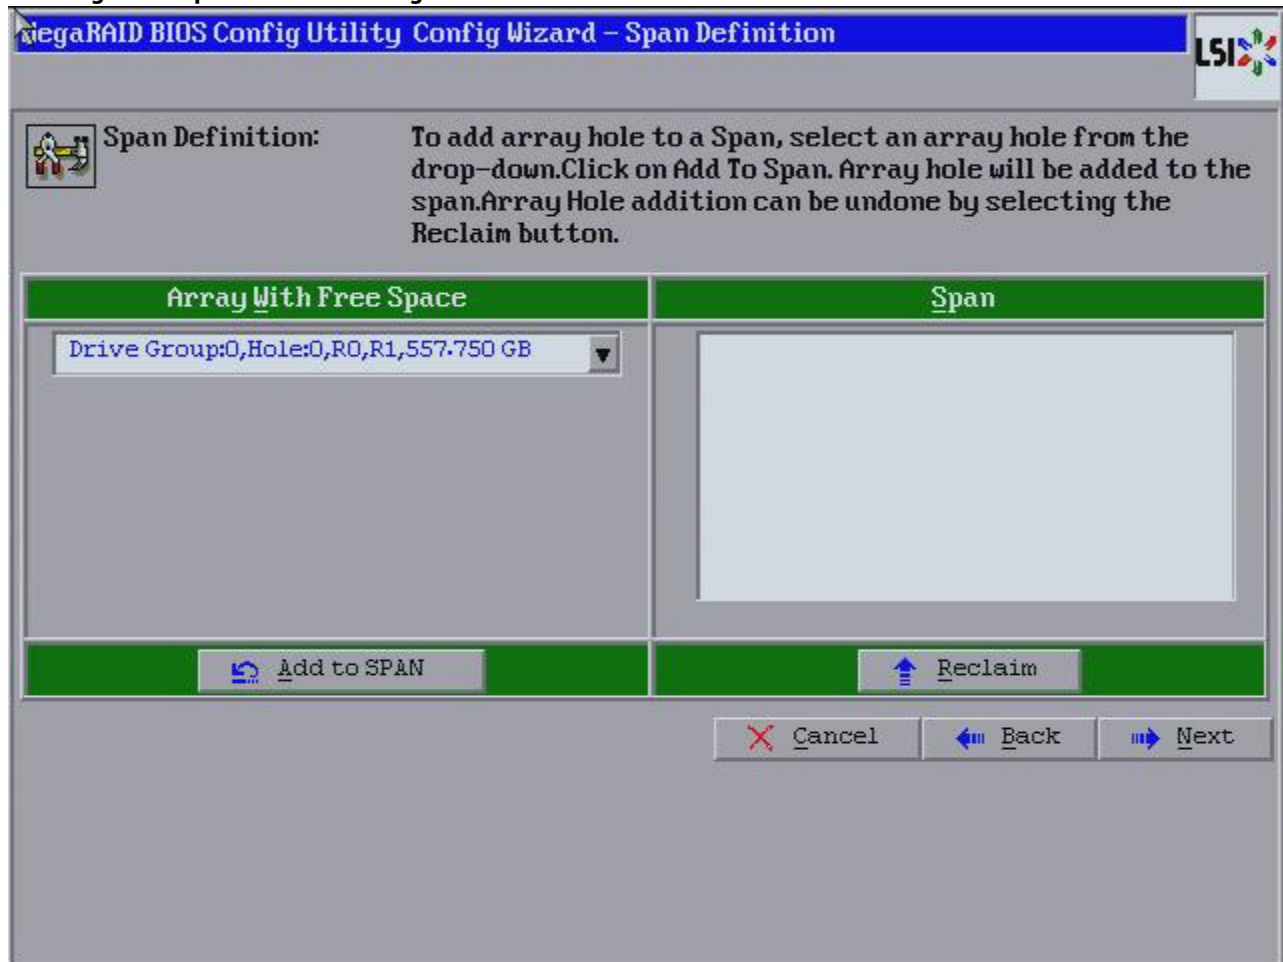 MegaRAID BIOS Config Utility Config Wizard – Span Definition
LSI
Span Definition:
To add array hole to a Span, select an array hole from the
drop-down.Click on Add To Span. Array hole will be added to the
span.Array Hole addition can be undone by selecting the
Reclaim button.
Array With Free Space
Span
Drive Group:0,Hole:0,R0,R1,557.750 GB
Add to SPAN
Reclaim
Cancel
Back
Next